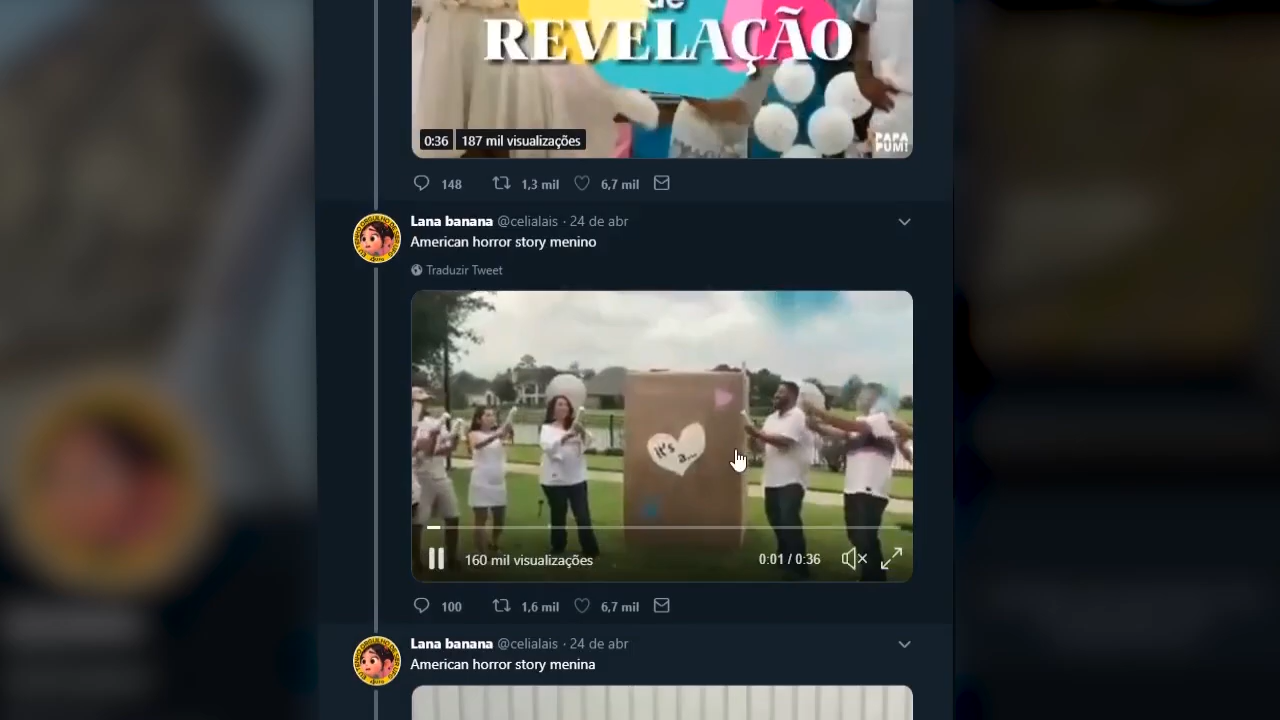 de
REVELAÇÃO
0:36 187 mil visualizações
PAPA
PUM!
148 1,3 mil 6,7 mil
Lana banana @celialais · 24 de abr
American horror story menino
Traduzir Tweet
It's
a...
160 mil visualizações 0:01 / 0:36
100 1,6 mil 6,7 mil
Lana banana @celialais · 24 de abr
American horror story menina